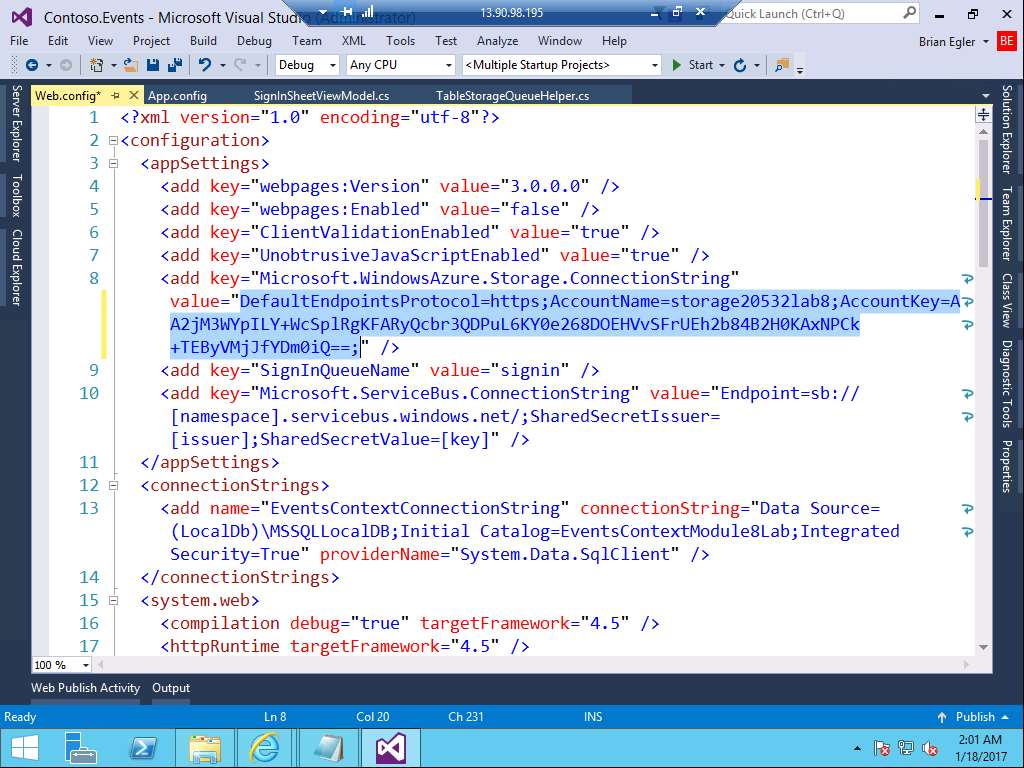 Contoso.Events - Microsoft Visual Studio (Administrator)
13.90.98.195
Quick Launch (Ctrl+Q)
File Edit View Project Build Debug Team XML Tools Test Analyze Window Help
Brian Egler BE
Debug Any CPU <Multiple Startup Projects> Start
Web.config* App.config SignInSheetViewModel.cs TableStorageQueueHelper.cs
Server Explorer
Toolbox
Cloud Explorer
1 <?xml version="1.0" encoding="utf-8"?>
2 <configuration>
3 <appSettings>
4 <add key="webpages:Version" value="3.0.0.0" />
5 <add key="webpages:Enabled" value="false" />
6 <add key="ClientValidationEnabled" value="true" />
7 <add key="UnobtrusiveJavaScriptEnabled" value="true" />
8 <add key="Microsoft.WindowsAzure.Storage.ConnectionString"
value="DefaultEndpointsProtocol=https;AccountName=storage20532lab8;AccountKey=A
A2jM3WYpILY+WcSplRgKFARyQcbr3QDPuL6KY0e268DOEHVvSFrUEh2b84B2H0KAxNPCk
+TEByVMjJfYDm0iQ==;" />
9 <add key="SignInQueueName" value="signin" />
10 <add key="Microsoft.ServiceBus.ConnectionString" value="Endpoint=sb://
[namespace].servicebus.windows.net/;SharedSecretIssuer=
[issuer];SharedSecretValue=[key]" />
11 </appSettings>
12 <connectionStrings>
13 <add name="EventsContextConnectionString" connectionString="Data Source=
(LocalDb)\MSSQLLocalDB;Initial Catalog=EventsContextModule8Lab;Integrated
Security=True" providerName="System.Data.SqlClient" />
14 </connectionStrings>
15 <system.web>
16 <compilation debug="true" targetFramework="4.5" />
17 <httpRuntime targetFramework="4.5" />
Solution Explorer
Team Explorer
Class View
Diagnostic Tools
Properties
100 %
Web Publish Activity Output
Ready Ln 8 Col 20 Ch 231 INS Publish
2:01 AM
1/18/2017